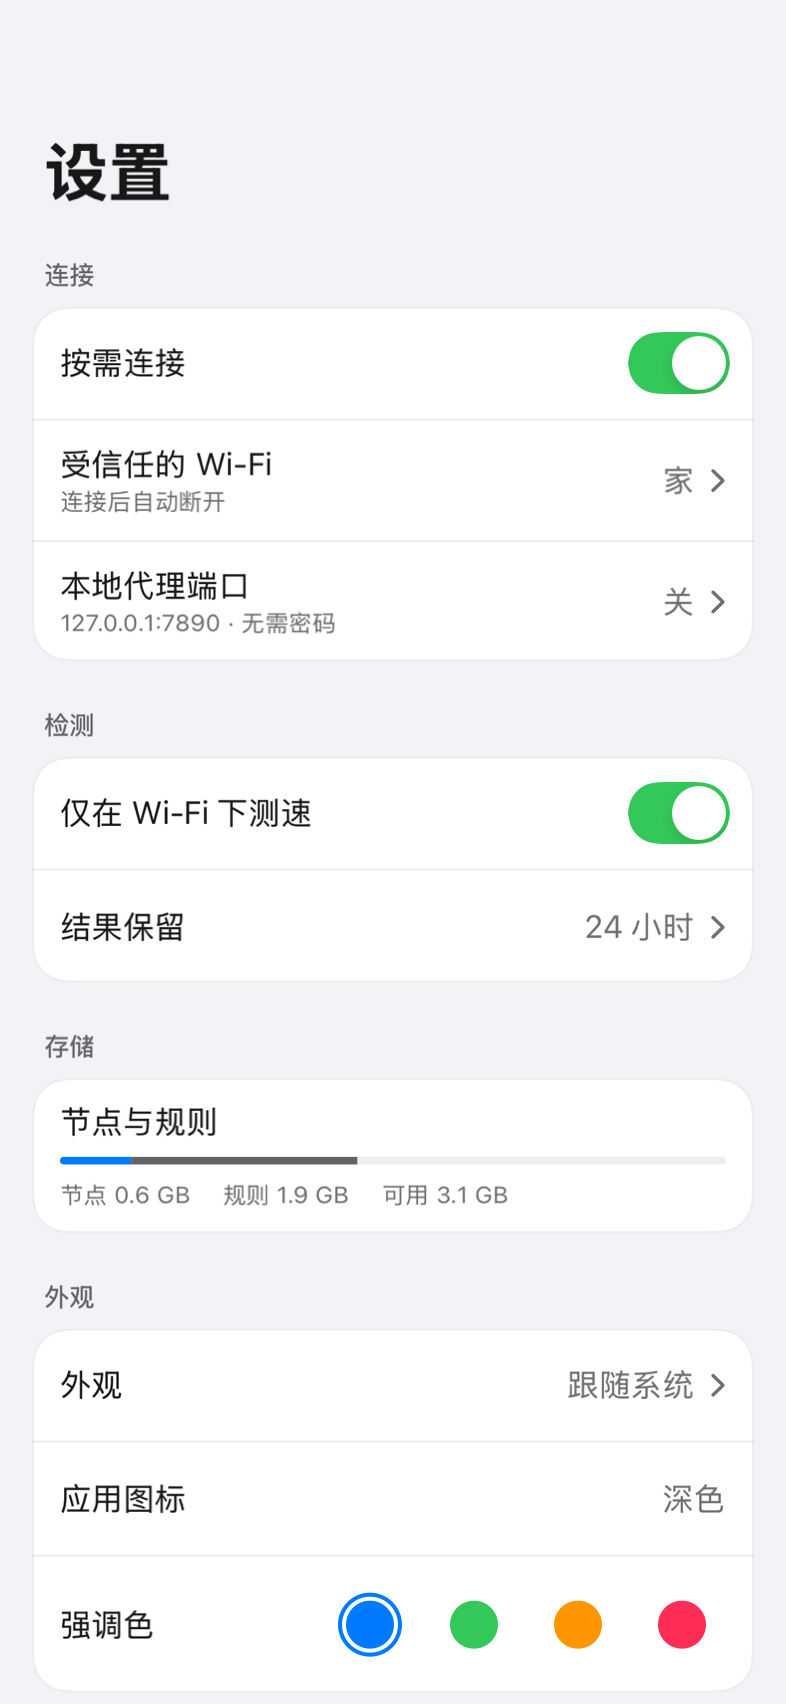 设置
连接
按需连接
受信任的 Wi-Fi
连接后自动断开
家
本地代理端口
127.0.0.1:7890 · 无需密码
关
检测
仅在 Wi-Fi 下测速
结果保留
24 小时
存储
节点与规则
节点 0.6 GB 规则 1.9 GB 可用 3.1 GB
外观
外观
跟随系统
应用图标
深色
强调色